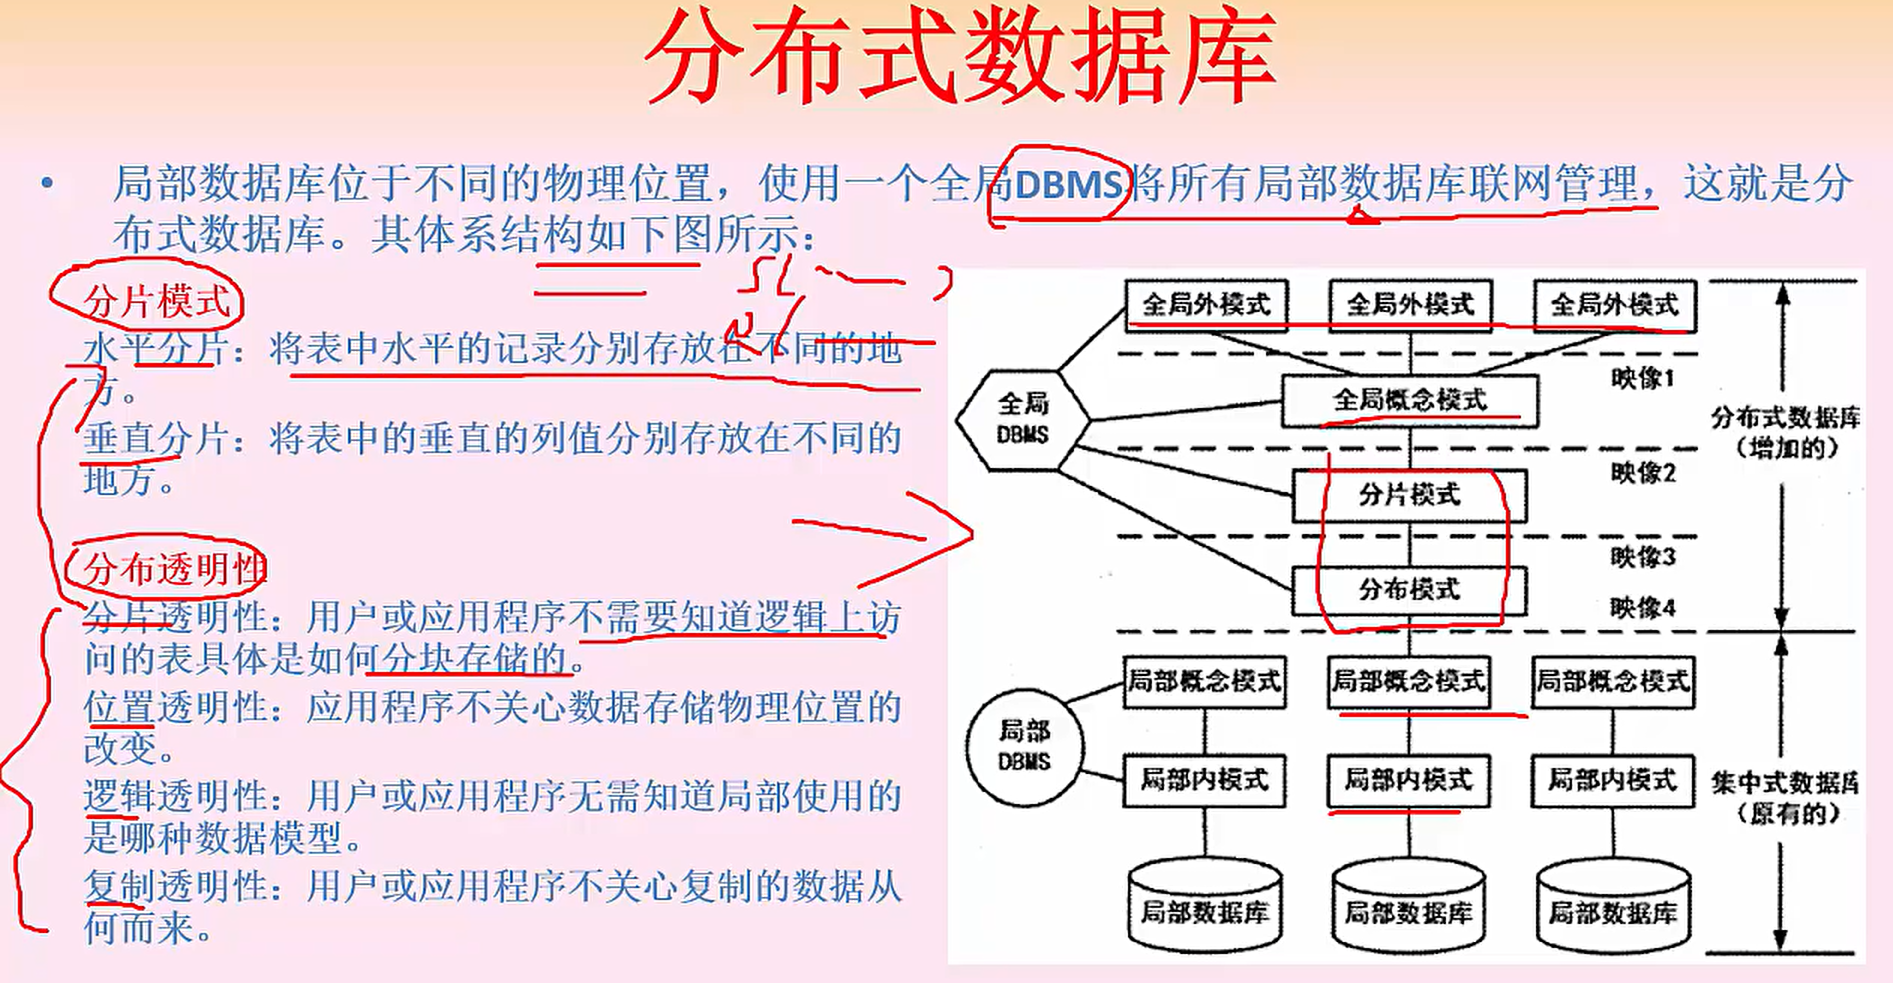 分布式数据库
• 局部数据库位于不同的物理位置，使用一个全局DBMS将所有局部数据库联网管理，这就是分
布式数据库。其体系结构如下图所示：
分片模式
水平分片：将表中水平的记录分别存放在不同的地
方。
垂直分片：将表中的垂直的列值分别存放在不同的
地方。
分布透明性
分片透明性：用户或应用程序不需要知道逻辑上访
问的表具体是如何分块存储的。
位置透明性：应用程序不关心数据存储物理位置的
改变。
逻辑透明性：用户或应用程序无需知道局部使用的
是哪种数据模型。
复制透明性：用户或应用程序不关心复制的数据从
何而来。
全局外模式 全局外模式 全局外模式
映像1
全局概念模式
全局
DBMS
分布式数据库
（增加的）
映像2
分片模式
映像3
分布模式
映像4
局部概念模式 局部概念模式 局部概念模式
局部
DBMS
局部内模式 局部内模式 局部内模式
集中式数据库
（原有的）
局部数据库 局部数据库 局部数据库